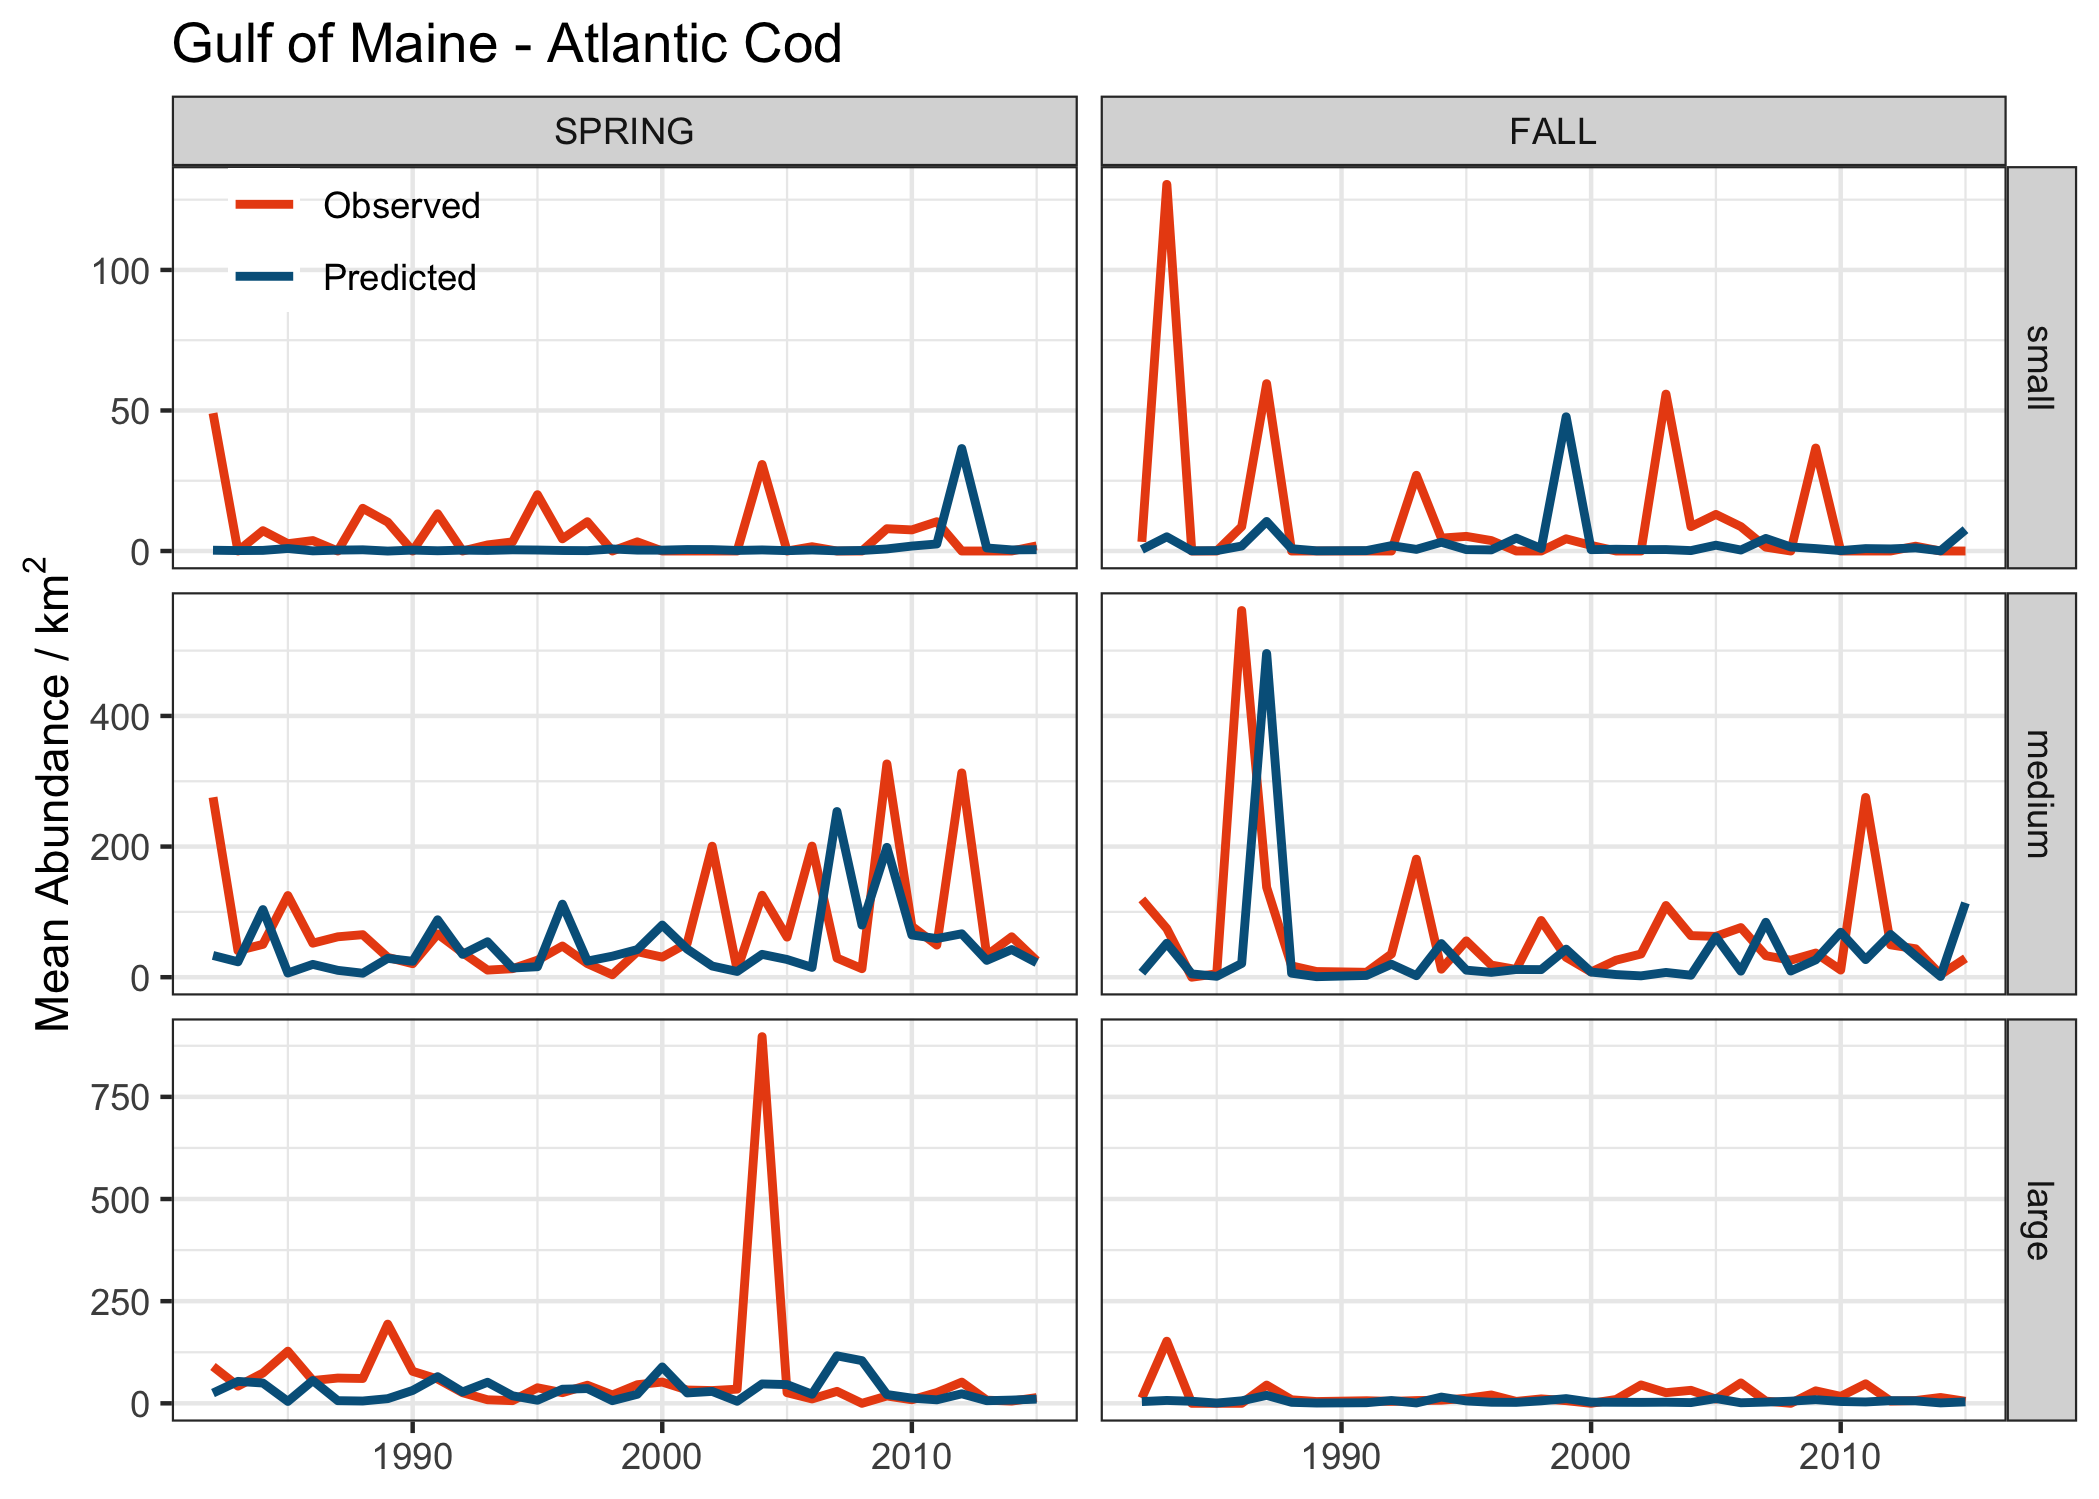 Gulf of Maine - Atlantic Cod
SPRING
FALL
Observed
Predicted
Mean Abundance / km²
100
50
0
small
400
200
0
medium
750
500
250
0
large
1990
2000
2010
1990
2000
2010